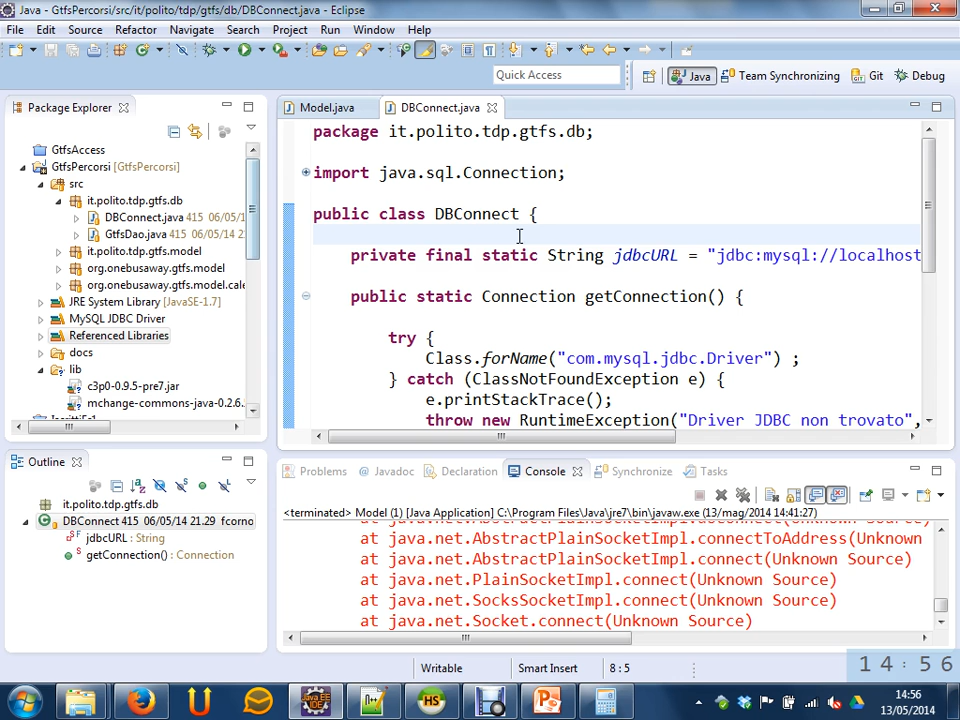 Java - GtfsPercorsi/src/it/polito/tdp/gtfs/db/DBConnect.java - Eclipse
File Edit Source Refactor Navigate Search Project Run Window Help
Quick Access
Java Team Synchronizing Git Debug
Package Explorer
GtfsAccess
GtfsPercorsi [GtfsPercorsi]
src
it.polito.tdp.gtfs.db
DBConnect.java 415 06/05/1
GtfsDao.java 415 06/05/14 2
it.polito.tdp.gtfs.model
org.onebusaway.gtfs.model
org.onebusaway.gtfs.model.cale
JRE System Library [JavaSE-1.7]
MySQL JDBC Driver
Referenced Libraries
docs
lib
c3p0-0.9.5-pre7.jar
mchange-commons-java-0.2.6.
Model.java DBConnect.java
package it.polito.tdp.gtfs.db;
import java.sql.Connection;
public class DBConnect {
private final static String jdbcURL = "jdbc:mysql://localhost
public static Connection getConnection() {
try {
Class.forName("com.mysql.jdbc.Driver") ;
} catch (ClassNotFoundException e) {
e.printStackTrace();
throw new RuntimeException("Driver JDBC non trovato",
Outline
it.polito.tdp.gtfs.db
DBConnect 415 06/05/14 21.29 fcorno
jdbcURL : String
getConnection() : Connection
Problems Javadoc Declaration Console Synchronize Tasks
<terminated> Model (1) [Java Application] C:\Program Files\Java\jre7\bin\javaw.exe (13/mag/2014 14:41:27)
at java.net.AbstractPlainSocketImpl.connectToAddress(Unknown
at java.net.AbstractPlainSocketImpl.connect(Unknown Source)
at java.net.PlainSocketImpl.connect(Unknown Source)
at java.net.SocksSocketImpl.connect(Unknown Source)
at java.net.Socket.connect(Unknown Source)
Writable Smart Insert 8 : 5
14:56
14:56
13/05/2014